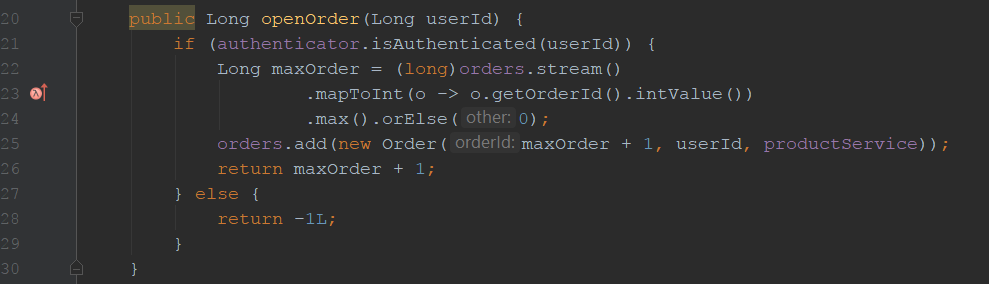 20 public Long openOrder(Long userId) {
21 if (authenticator.isAuthenticated(userId)) {
22 Long maxOrder = (long)orders.stream()
23 .mapToInt(o -> o.getOrderId().intValue())
24 .max().orElse( other: 0);
25 orders.add(new Order( orderId: maxOrder + 1, userId, productService));
26 return maxOrder + 1;
27 } else {
28 return -1L;
29 }
30 }